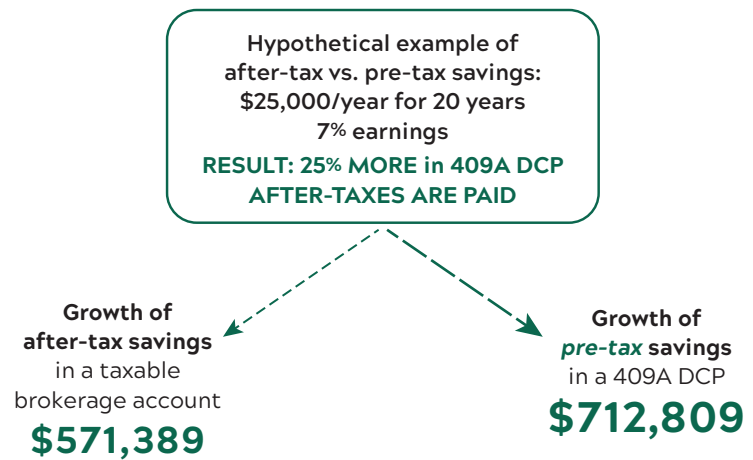 Hypothetical example of
after-tax vs. pre-tax savings:
$25,000/year for 20 years
7% earnings
RESULT: 25% MORE in 409A DCP
AFTER-TAXES ARE PAID
Growth of
after-tax savings
in a taxable
brokerage account
$571,389
Growth of
pre-tax savings
in a 409A DCP
$712,809